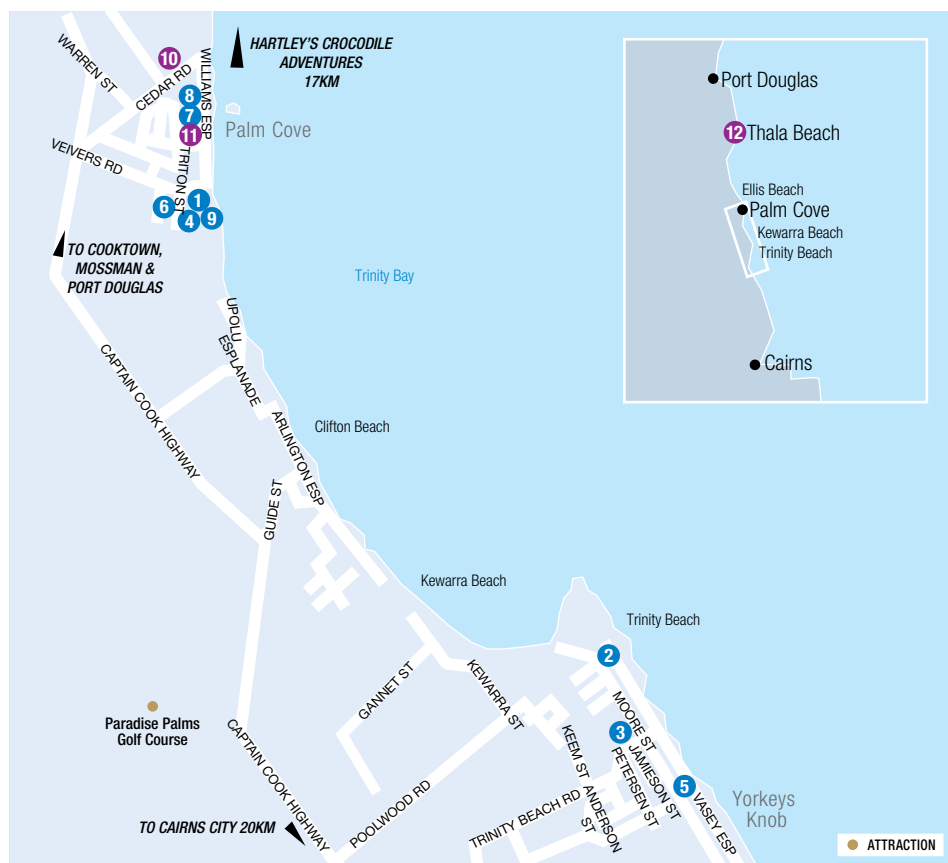 HARTLEY'S CROCODILE
ADVENTURES
17KM
WARREN ST
10
CEDAR RD
WILLIAMS ESP
8
7
11
Palm Cove
VEIVERS RD
TRITON ST
6
1
4
9
TO COOKTOWN,
MOSSMAN &
PORT DOUGLAS
Trinity Bay
UPOLU
ESPLANADE
CAPTAIN COOK HIGHWAY
ARLINGTON ESP
Clifton Beach
GUIDE ST
Kewarra Beach
Trinity Beach
2
GANNET ST
KEWARRA ST
MOORE ST
Paradise Palms
Golf Course
3
CAPTAIN COOK HIGHWAY
KEEM ST
JAMIESON ST
PETERSEN ST
5
POOLWOOD RD
ANDERSON
ST
VASEY ESP
Yorkeys
Knob
TRINITY BEACH RD
TO CAIRNS CITY 20KM
ATTRACTION
Port Douglas
12 Thala Beach
Ellis Beach
Palm Cove
Kewarra Beach
Trinity Beach
Cairns